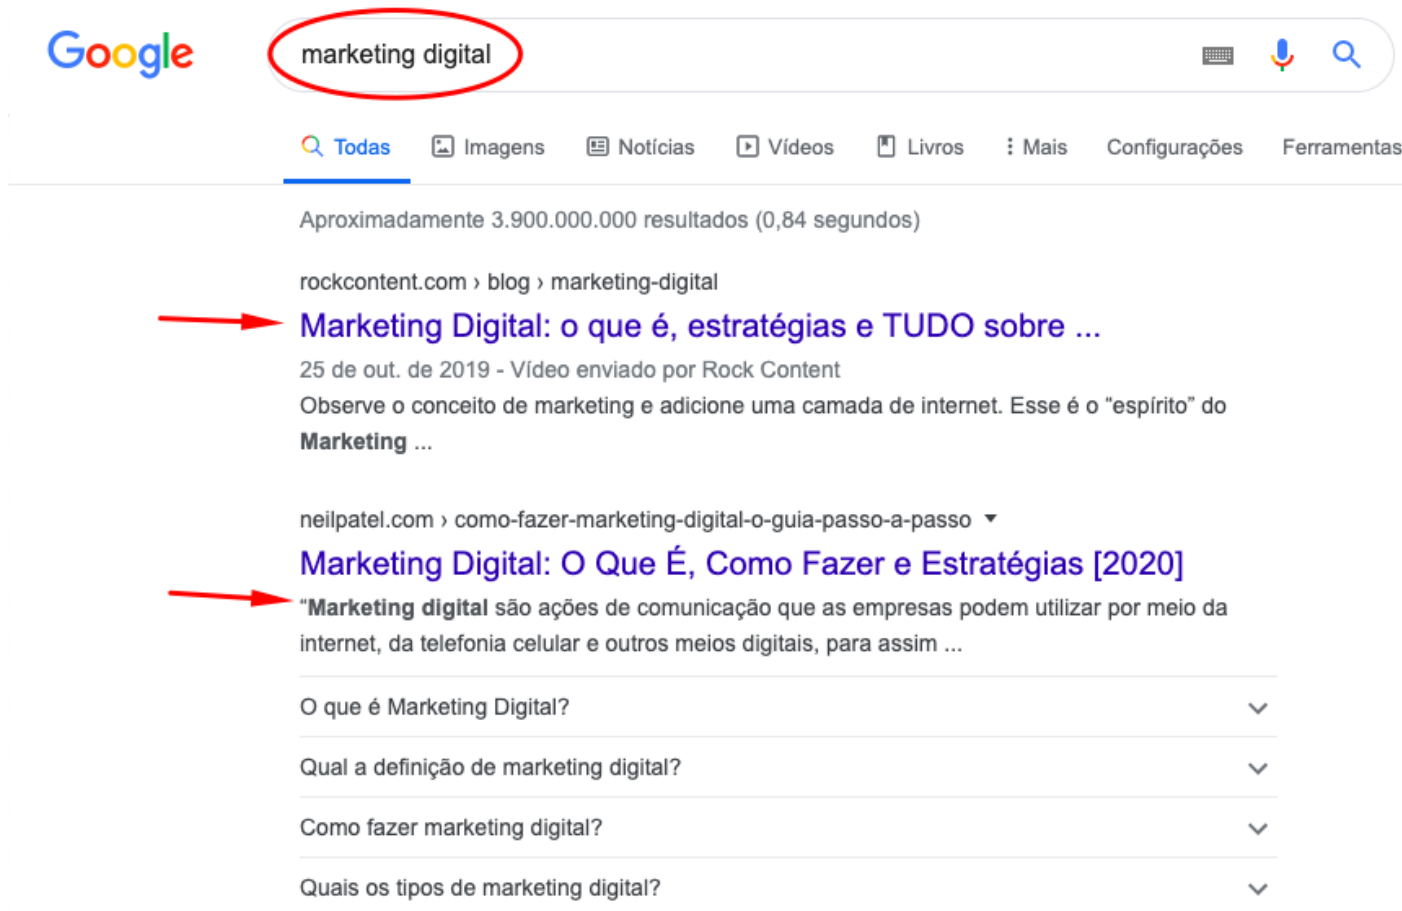 Google
marketing digital
Todas Imagens Notícias Vídeos Livros Mais Configurações Ferramentas
Aproximadamente 3.900.000.000 resultados (0,84 segundos)
rockcontent.com › blog › marketing-digital
Marketing Digital: o que é, estratégias e TUDO sobre ...
25 de out. de 2019 - Vídeo enviado por Rock Content
Observe o conceito de marketing e adicione uma camada de internet. Esse é o “espírito” do
Marketing ...
neilpatel.com › como-fazer-marketing-digital-o-guia-passo-a-passo
Marketing Digital: O Que É, Como Fazer e Estratégias [2020]
“Marketing digital são ações de comunicação que as empresas podem utilizar por meio da
internet, da telefonia celular e outros meios digitais, para assim ...
O que é Marketing Digital?
Qual a definição de marketing digital?
Como fazer marketing digital?
Quais os tipos de marketing digital?